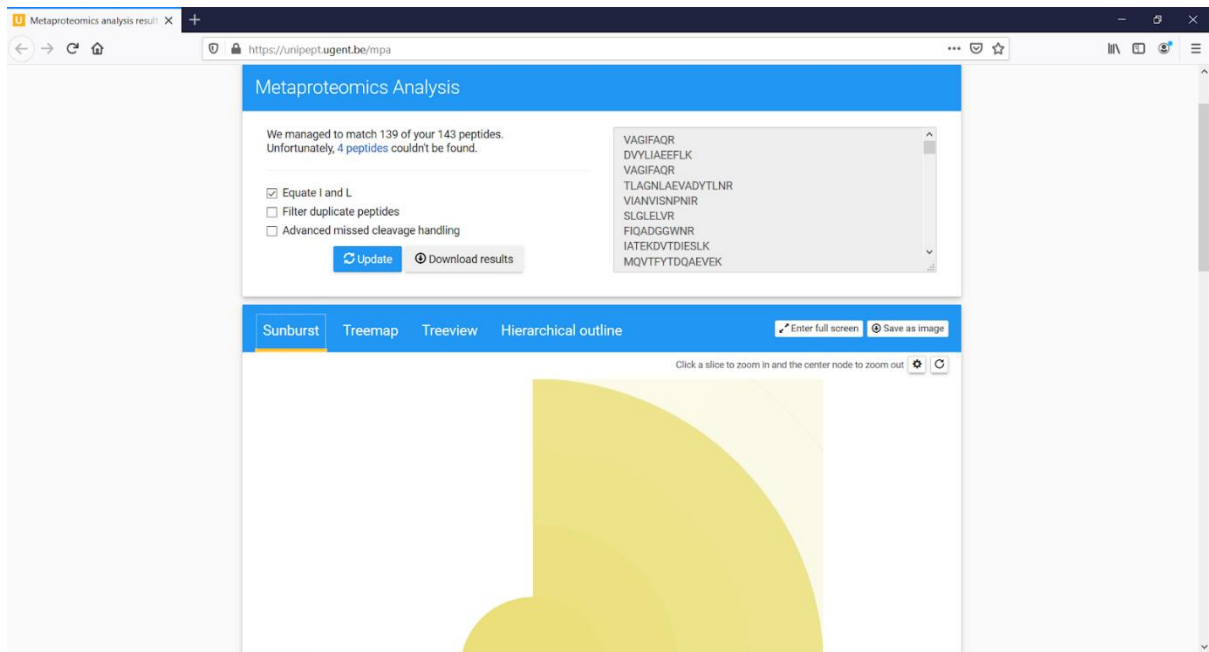 U Metaproteomics analysis result
https://unipept.ugent.be/mpa
Metaproteomics Analysis
We managed to match 139 of your 143 peptides.
Unfortunately, 4 peptides couldn't be found.
Equate I and L
Filter duplicate peptides
Advanced missed cleavage handling
Update Download results
VAGIFAQR
DVYLIAEEFLK
VAGIFAQR
TLAGNLAEVADYTLNR
VIANVISNPNIR
SLGLELVR
FIQADGGWNR
IATEKDVTDIESLK
MQVTFYTDQAEVEK
Sunburst Treemap Treeview Hierarchical outline Enter full screen Save as image
Click a slice to zoom in and the center node to zoom out